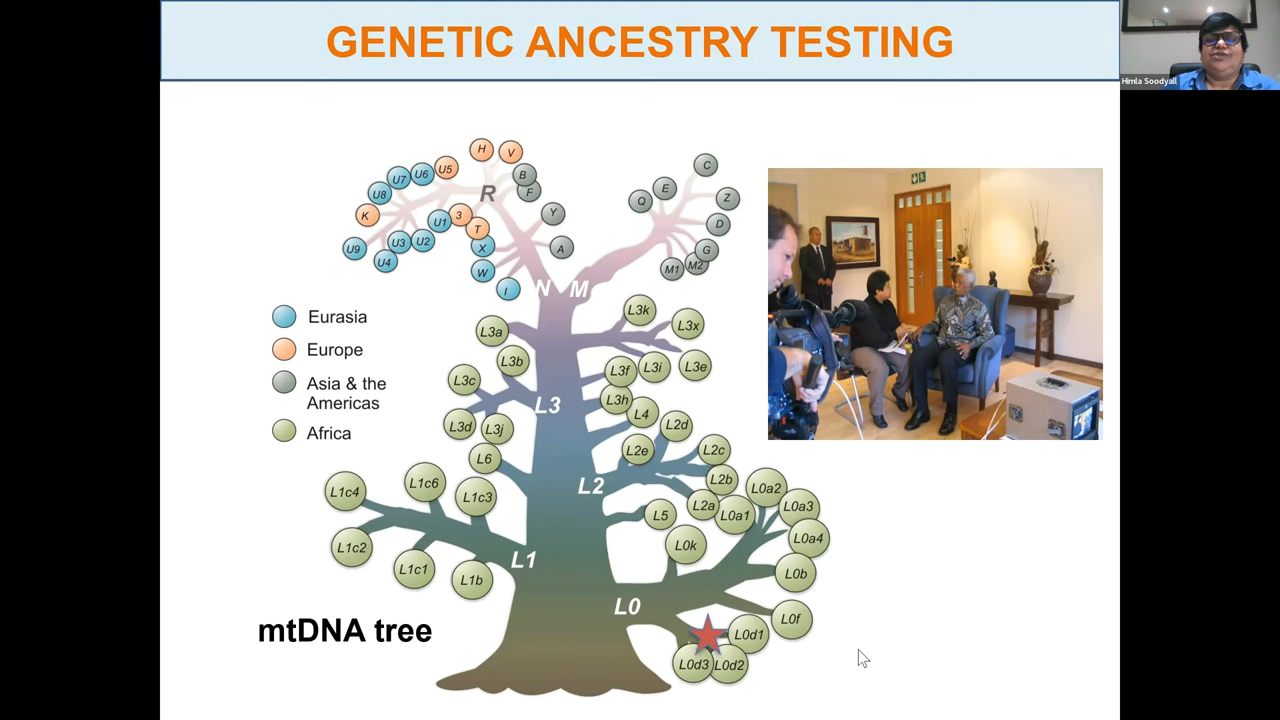 GENETIC ANCESTRY TESTING
Himla Soodyall
H
V
C
U7
U6
U5
B
F
U8
R
Q
E
Z
K
U1
3
T
Y
D
U9
U3
U2
X
A
G
U4
W
M1
M2
I
N
M
Eurasia
Europe
Asia & the
Americas
Africa
L3a
L3k
L3x
L3b
L3f
L3i
L3e
L3c
L3h
L3
L4
L3d
L3j
L2d
L6
L2e
L2c
L2b
L1c4
L1c6
L1c3
L2
L2a
L0a2
L5
L0a1
L0a3
L1c2
L0k
L0a4
L1c1
L1b
L1
L0b
L0
L0f
mtDNA tree
L0d1
L0d3
L0d2